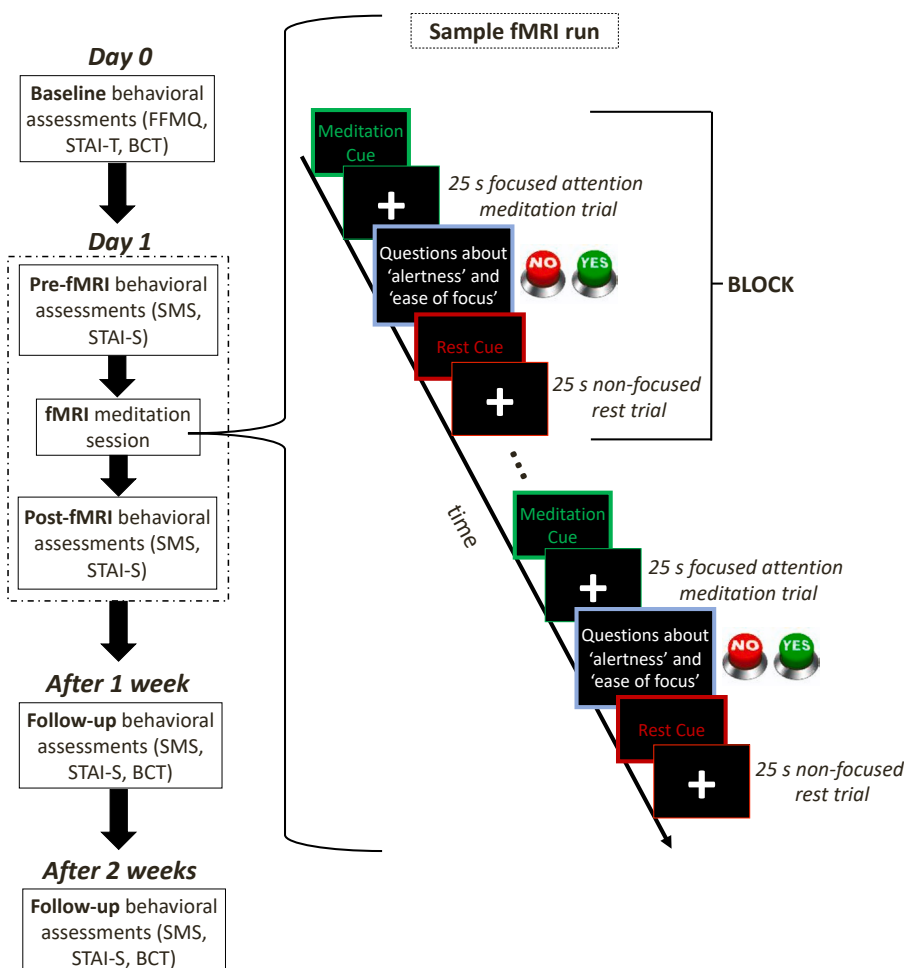 Day 0
Baseline behavioral
assessments (FFMQ,
STAI-T, BCT)
Day 1
Pre-fMRI behavioral
assessments (SMS,
STAI-S)
fMRI meditation
session
Post-fMRI behavioral
assessments (SMS,
STAI-S)
After 1 week
Follow-up behavioral
assessments (SMS,
STAI-S, BCT)
After 2 weeks
Follow-up behavioral
assessments (SMS,
STAI-S, BCT)
Sample fMRI run
Meditation
Cue
25 s focused attention
meditation trial
Questions about
‘alertness’ and
‘ease of focus’
NO YES
BLOCK
Rest Cue
25 s non-focused
rest trial
time
Meditation
Cue
25 s focused attention
meditation trial
Questions about
‘alertness’ and
‘ease of focus’
NO YES
Rest Cue
25 s non-focused
rest trial